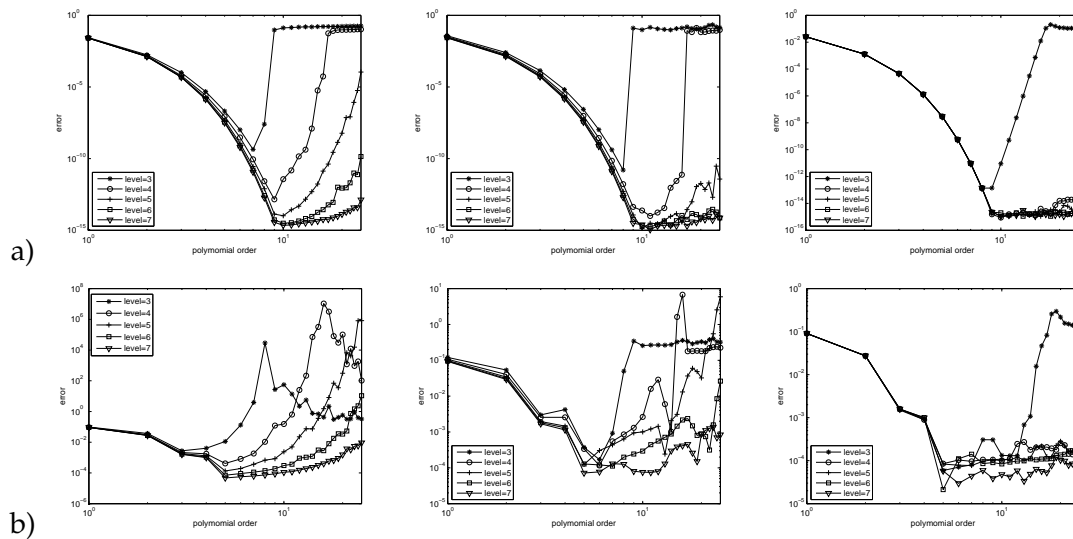 a)
10^0
10^-5
10^-10
10^-15
error
level=3
level=4
level=5
level=6
level=7
10^0
10^1
polymomial order
10^0
10^-5
10^-10
10^-15
error
level=3
level=4
level=5
level=6
level=7
10^0
10^1
polymomial order
10^0
10^-2
10^-4
10^-6
10^-8
10^-10
10^-12
10^-14
10^-16
error
level=3
level=4
level=5
level=6
level=7
10^0
10^1
polymomial order
b)
10^8
10^6
10^4
10^2
10^0
10^-2
10^-4
10^-6
error
level=3
level=4
level=5
level=6
level=7
10^0
10^1
polymomial order
10^1
10^0
10^-1
10^-2
10^-3
10^-4
10^-5
error
level=3
level=4
level=5
level=6
level=7
10^0
10^1
polymomial order
10^0
10^-1
10^-2
10^-3
10^-4
10^-5
error
level=3
level=4
level=5
level=6
level=7
10^0
10^1
polymomial order